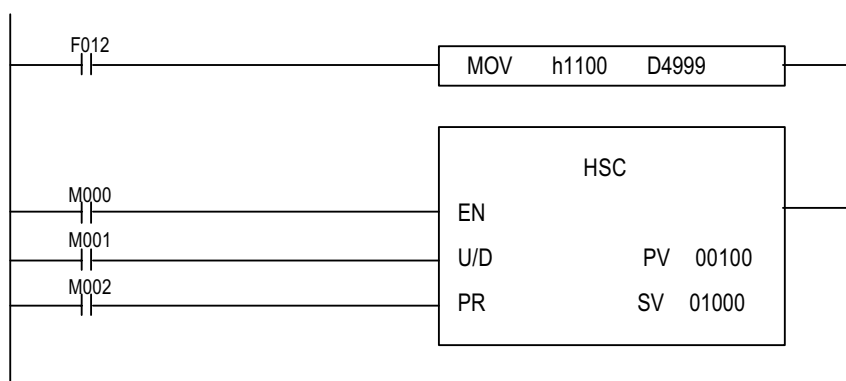 F012
MOV h1100 D4999
HSC
M000
EN
M001
U/D PV 00100
M002
PR SV 01000